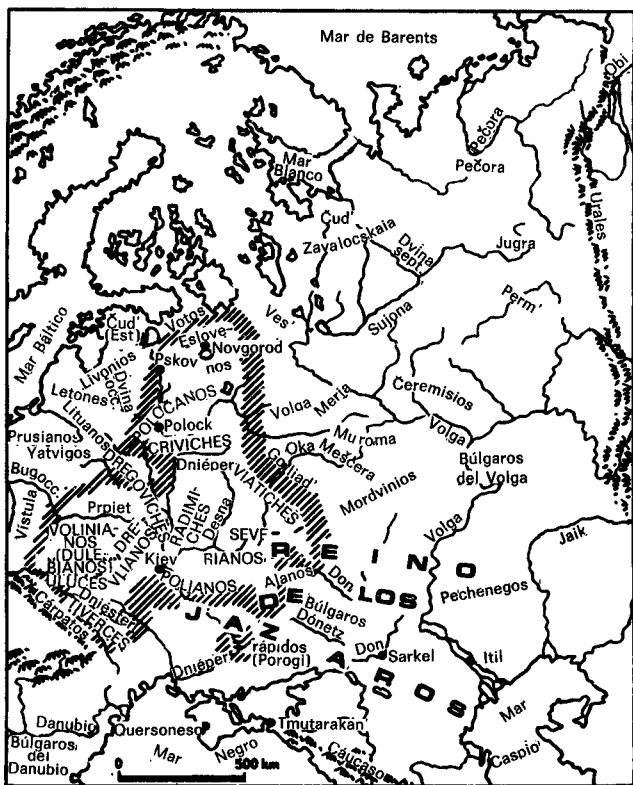 Mar de Barents
Obi
Pečora
Pečora
Mar
Blanco
Urales
Čud'
Zavalocskaia
Dvina
sept.
Jugra
Perm'
Ves'
Sujona
Mar Báltico
Čud
(Est)
Votos
Eslove-
nos
Novgorod
Pskov
Livonios
Letones
Dvina
occ.
POLOCANOS
Volga
Merja
Čeremisios
Polock
Lituanos
CRIVICHES
Muroma
Volga
Prusianos
Yatvigos
Dniéper
Oka
Meščera
Goliad'
Búlgaros
del Volga
DREGOVICHES
Bugocc.
VIATICHES
Mordvinios
Vístula
Prpiet
RADIMI-
CHES
Desna
Volga
VOLINIA-
NOS
(DULE-
BIANOS)
ULUCES
DRE-
VLIANOS
SEVE-
RIANOS
REINO
Jaik
Kiev
POLIANOS
Alanos
Don
DE LOS
Pechenegos
Dniéster
TIVERCES
Cárpatos
JAZAROS
Búlgaros
Dónetz
rápidos
(Porogi)
Don
Sarkel
Itil
Dniéper
Danubio
Quersoneso
Tmutarakán
Mar
Caspio
Búlgaros
del
Danubio
Mar Negro
Cáucaso
0 500 km